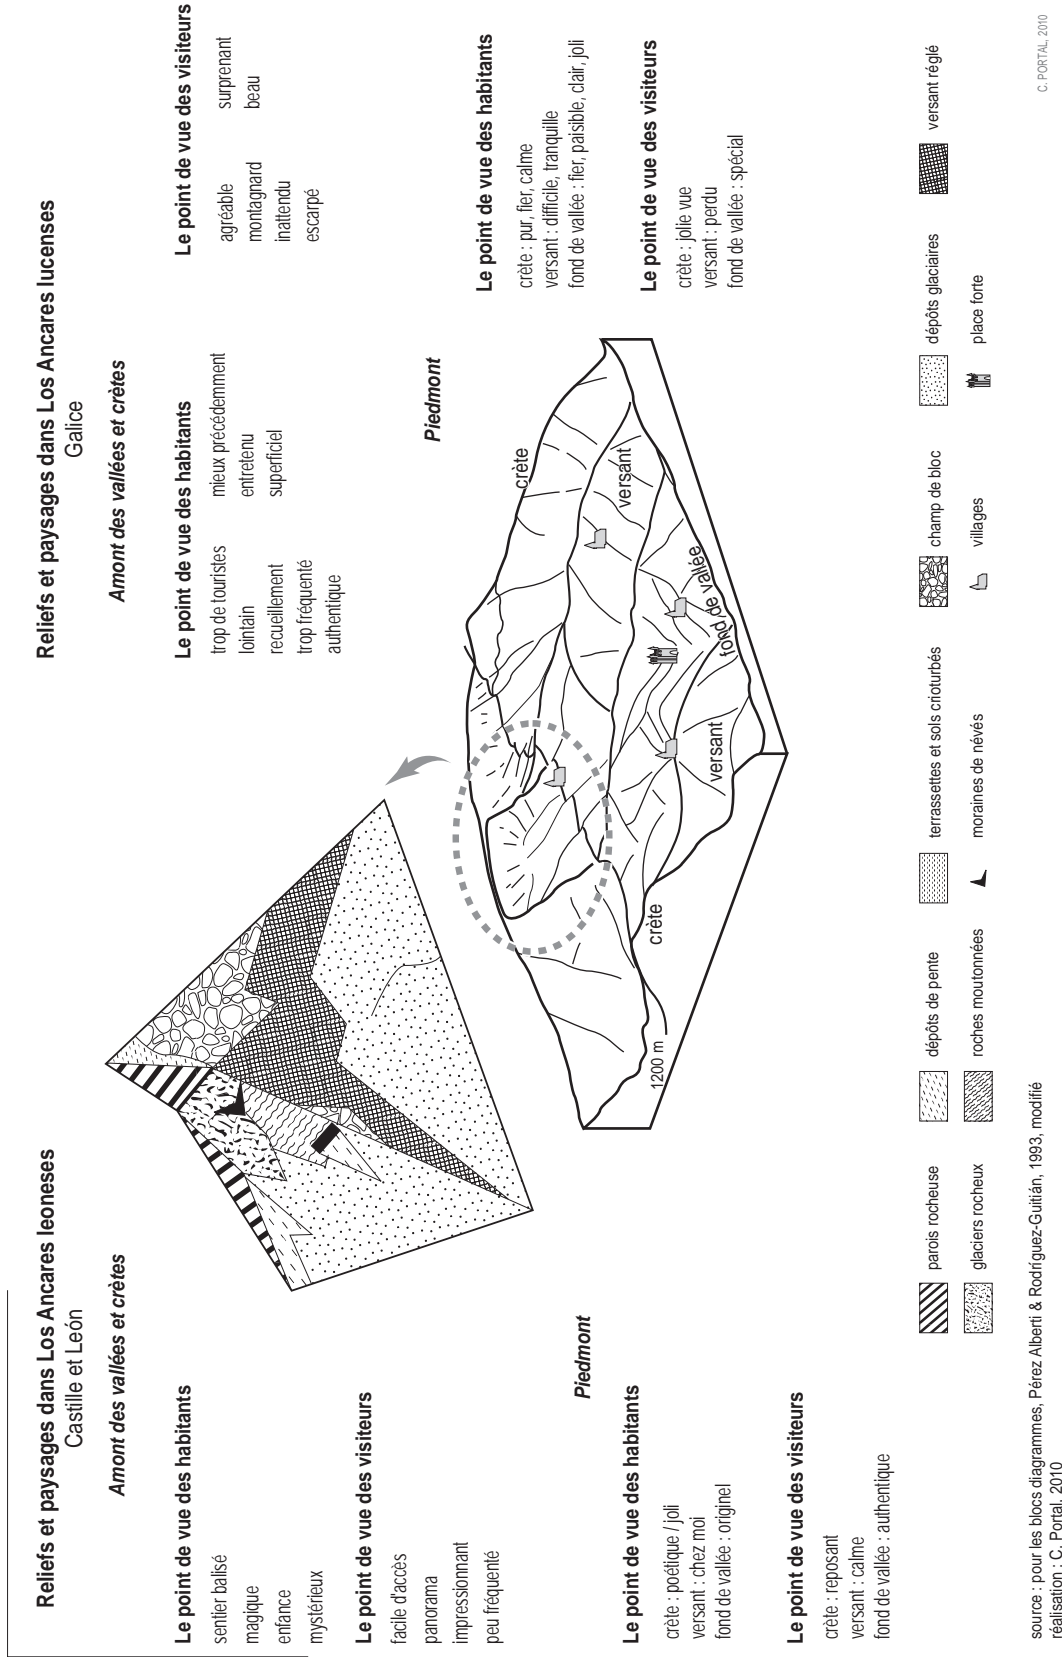 Reliefs et paysages dans Los Ancares leoneses
Castille et León
Amont des vallées et crètes
Le point de vue des habitants
sentier balisé
magique
enfance
mystérieux
Le point de vue des visiteurs
facile d'accès
panorama
impressionnant
peu fréquenté
Piedmont
Le point de vue des habitants
crète : poétique / joli
versant : chez moi
fond de vallée : originel
Le point de vue des visiteurs
crète : reposant
versant : calme
fond de vallée : authentique
Reliefs et paysages dans Los Ancares lucenses
Galice
Amont des vallées et crètes
Le point de vue des habitants
trop de touristes
lointain
recueillement
trop fréquenté
authentique
mieux précédemment
entretenu
superficiel
Le point de vue des visiteurs
agréable
montagnard
inattendu
escarpé
surprenant
beau
Piedmont
Le point de vue des habitants
crète : pur, fier, calme
versant : difficile, tranquille
fond de vallée : fier, paisible, clair, joli
Le point de vue des visiteurs
crète : jolie vue
versant : perdu
fond de vallée : spécial
crète
versant
fond de vallée
versant
crète
1200 m
parois rocheuse
dépôts de pente
terrassettes et sols crioturbés
champ de bloc
dépôts glaciaires
versant réglé
glaciers rocheux
roches moutonnées
moraines de névés
villages
place forte
source : pour les blocs diagrammes, Pérez Alberti & Rodríguez-Guitián, 1993, modifié
réalisation : C. Portal, 2010
C. PORTAL, 2010